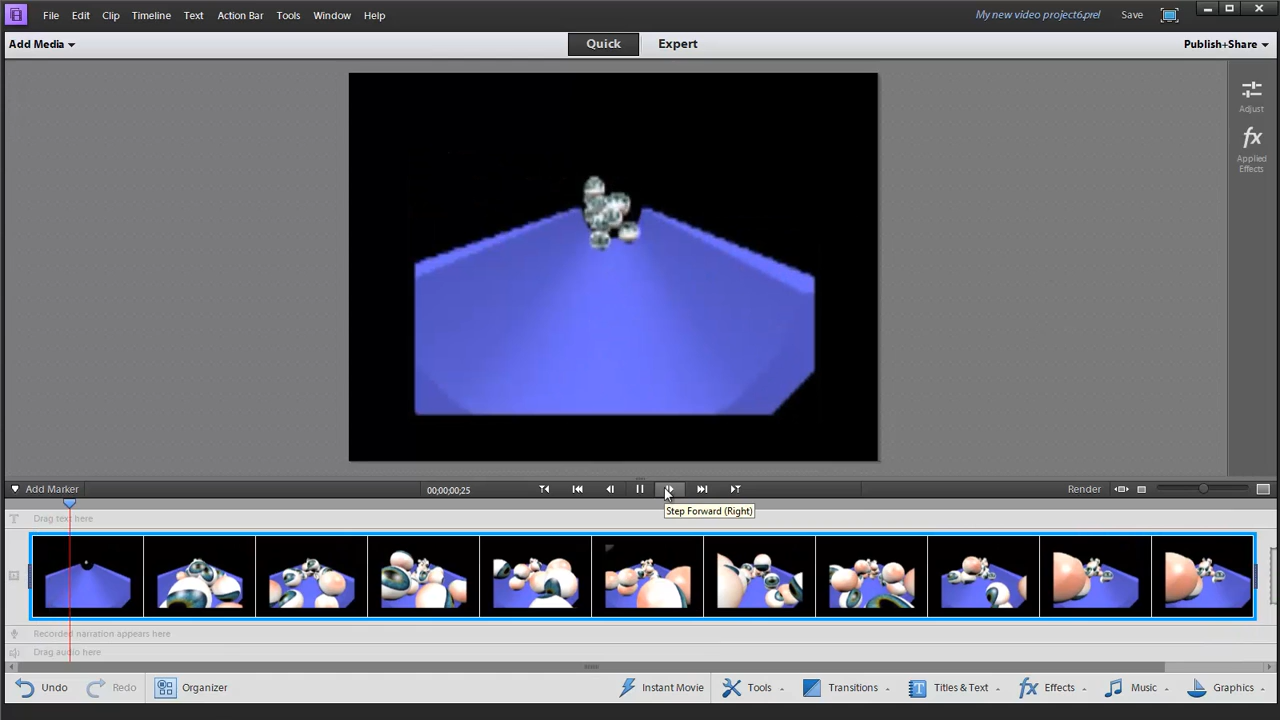 File Edit Clip Timeline Text Action Bar Tools Window Help My new video project6.prel Save
Add Media Quick Expert Publish+Share
Adjust
fx
Applied
Effects
Add Marker 00;00;00;25 Render
Step Forward (Right)
T Drag text here
Recorded narration appears here
Drag audio here
Undo Redo Organizer Instant Movie Tools Transitions T Titles & Text fx Effects Music Graphics